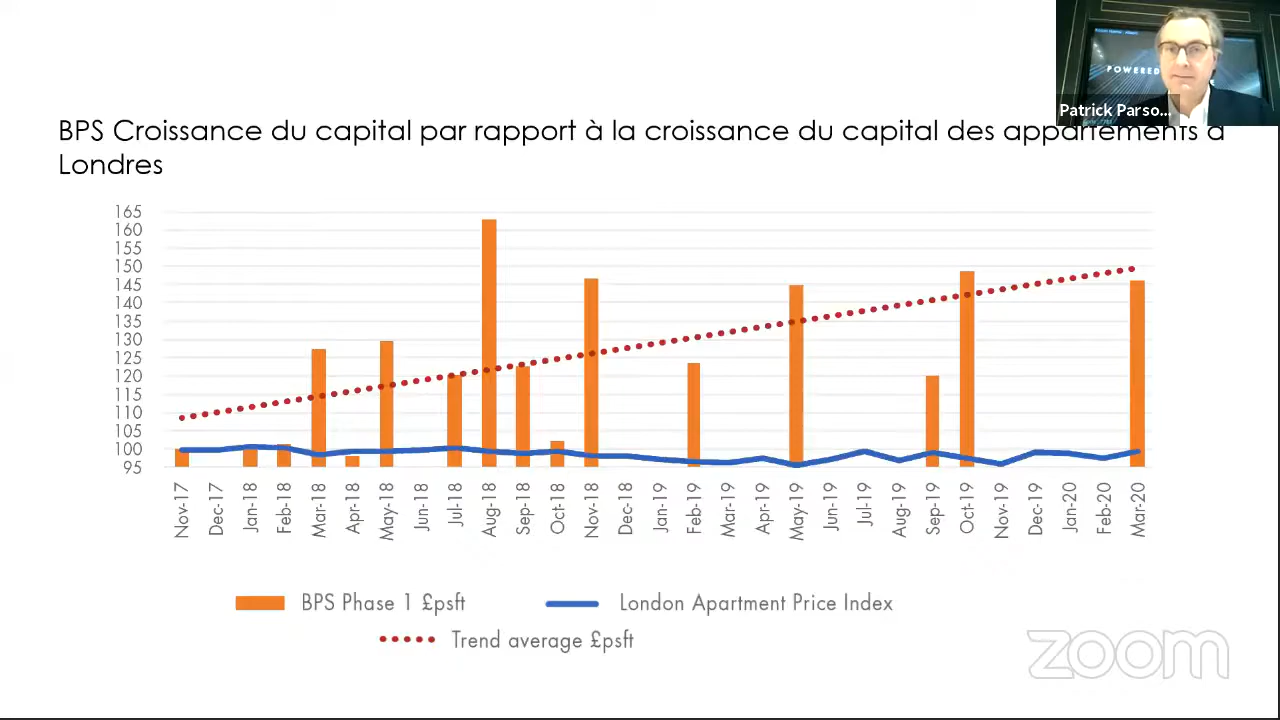 POWERED
Patrick Parso...
BPS Croissance du capital par rapport à la croissance du capital des appartements à
Londres
165
160
155
150
145
140
135
130
125
120
115
110
105
100
95
Nov-17
Dec-17
Jan-18
Feb-18
Mar-18
Apr-18
May-18
Jun-18
Jul-18
Aug-18
Sep-18
Oct-18
Nov-18
Dec-18
Jan-19
Feb-19
Mar-19
Apr-19
May-19
Jun-19
Jul-19
Aug-19
Sep-19
Oct-19
Nov-19
Dec-19
Jan-20
Feb-20
Mar-20
BPS Phase 1 £psft
London Apartment Price Index
Trend average £psft
zoom